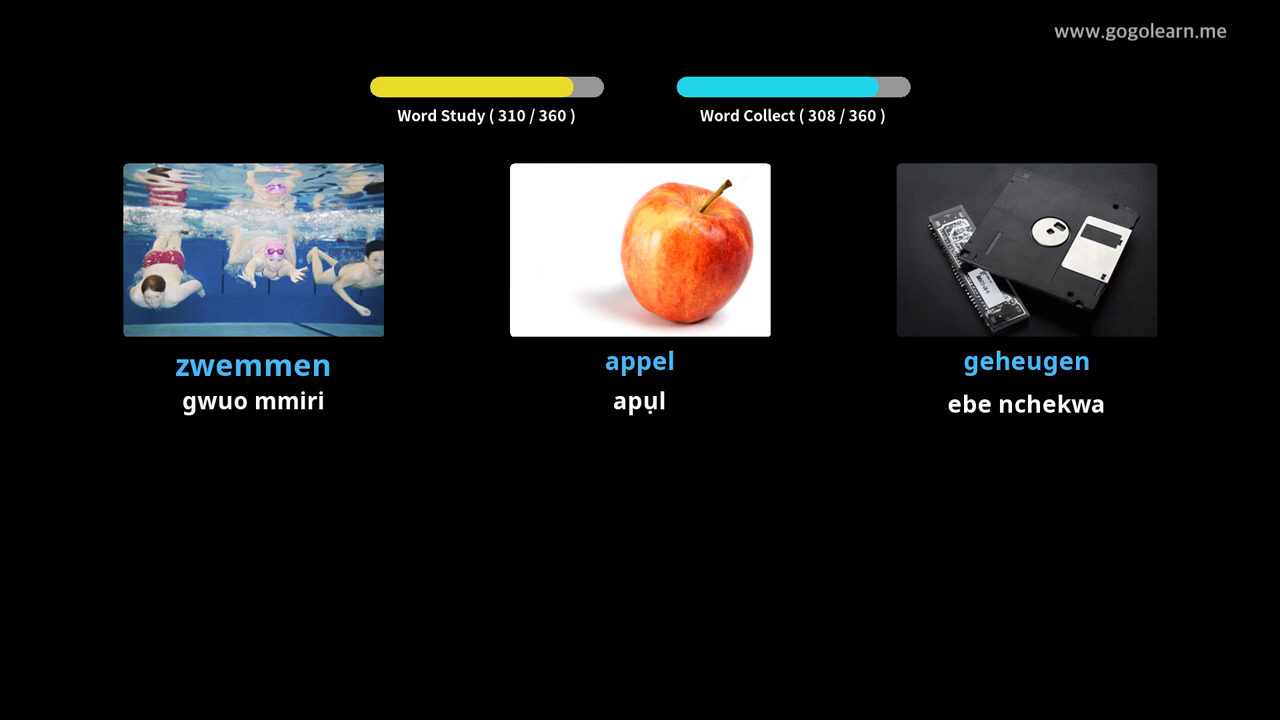 www.gogolearn.me
Word Study ( 310 / 360 )
Word Collect ( 308 / 360 )
zwemmen
gwuo mmiri
appel
apụl
geheugen
ebe nchekwa